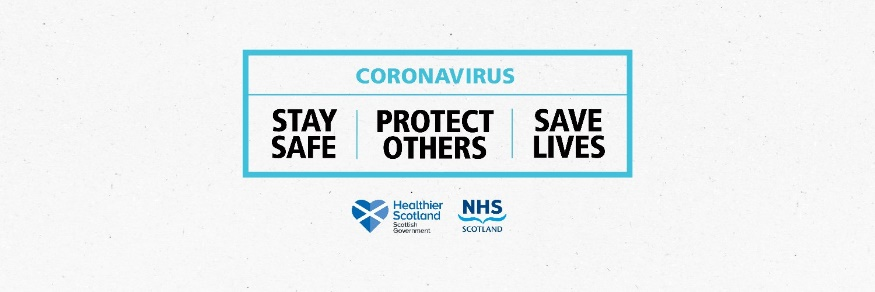 CORONAVIRUS
STAY
SAFE
PROTECT
OTHERS
SAVE
LIVES
Healthier
Scotland
Scottish
Government
NHS
SCOTLAND